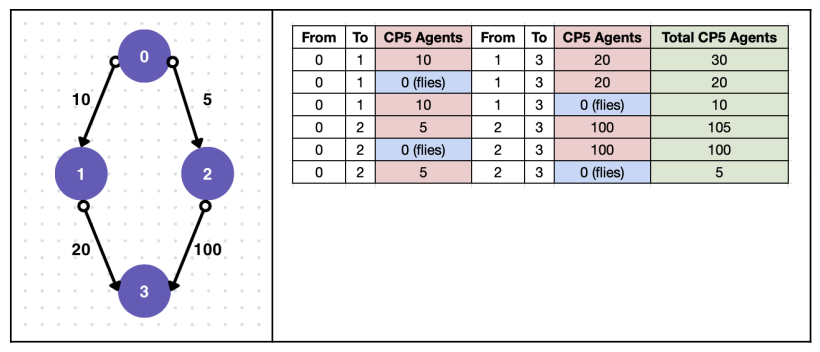 0
10
5
1
2
20
100
3
From To CP5 Agents From To CP5 Agents Total CP5 Agents
0 1 10 1 3 20 30
0 1 0 (flies) 1 3 20 20
0 1 10 1 3 0 (flies) 10
0 2 5 2 3 100 105
0 2 0 (flies) 2 3 100 100
0 2 5 2 3 0 (flies) 5